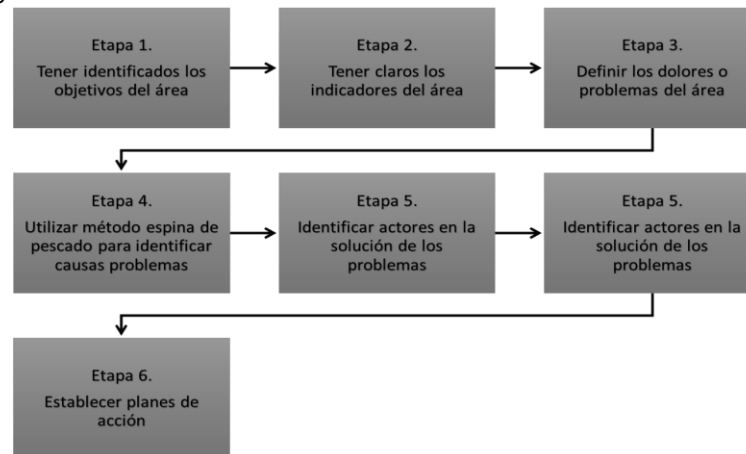 Etapa 1.
Tener identificados los
objetivos del área
Etapa 2.
Tener claros los
indicadores del área
Etapa 3.
Definir los dolores o
problemas del área
Etapa 4.
Utilizar método espina de
pescado para identificar
causas problemas
Etapa 5.
Identificar actores en la
solución de los
problemas
Etapa 5.
Identificar actores en la
solución de los
problemas
Etapa 6.
Establecer planes de
acción